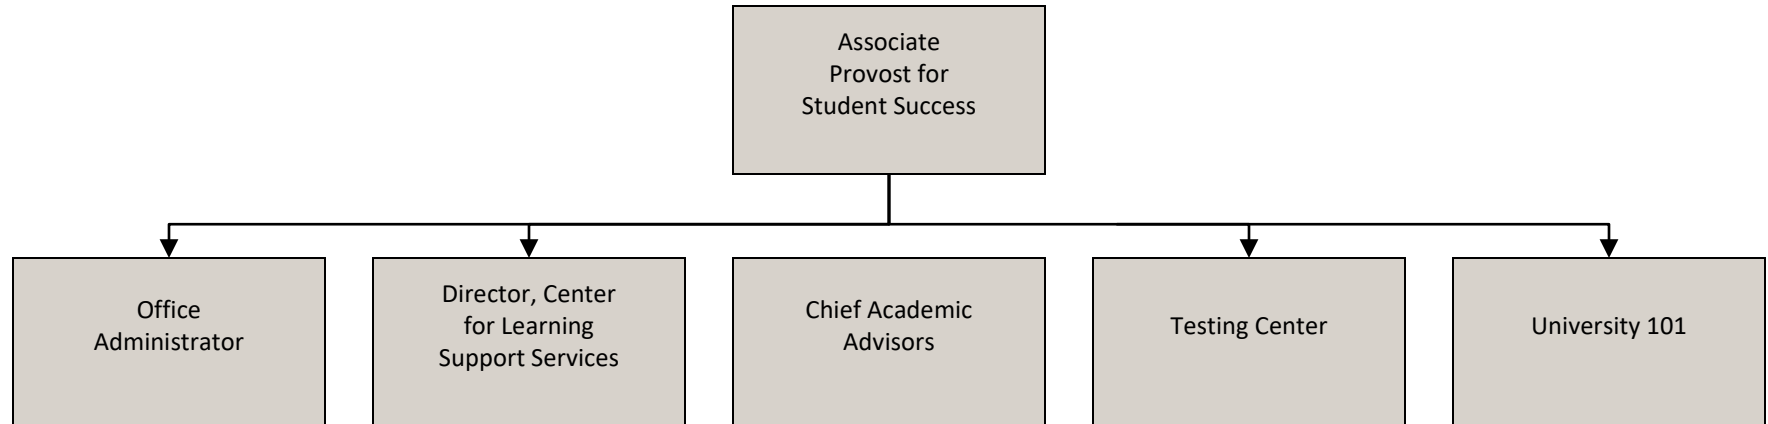 Associate
Provost for
Student Success
Office
Administrator
Director, Center
for Learning
Support Services
Chief Academic
Advisors
Testing Center
University 101